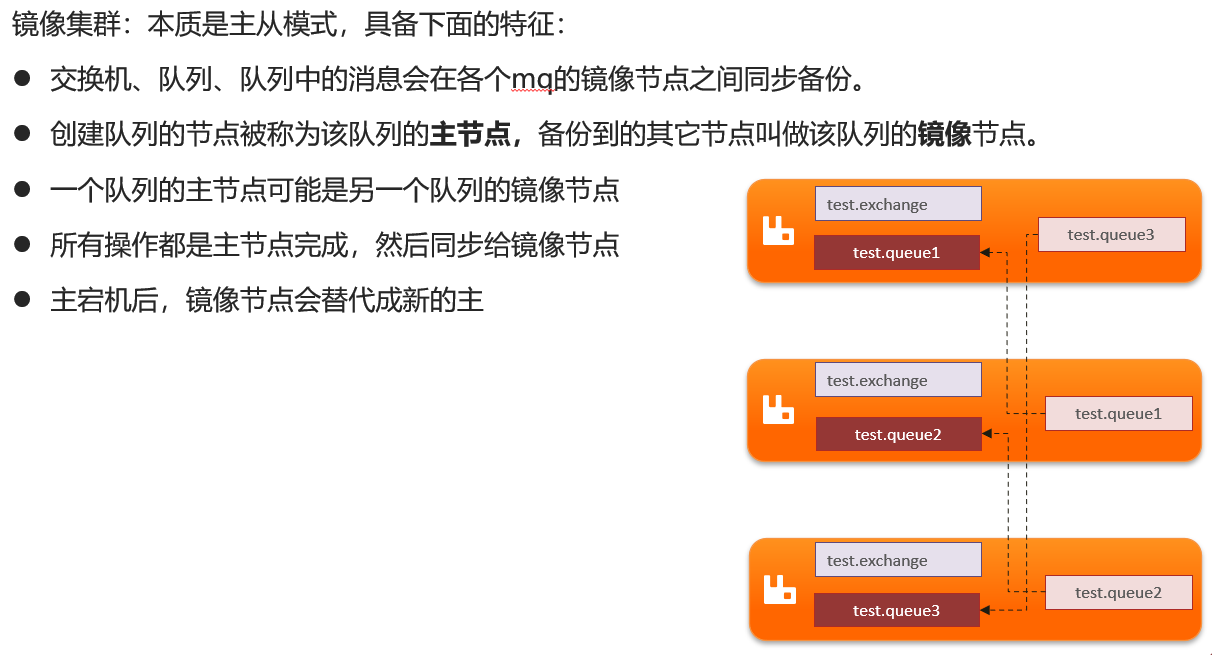 镜像集群：本质是主从模式，具备下面的特征：
● 交换机、队列、队列中的消息会在各个mq的镜像节点之间同步备份。
● 创建队列的节点被称为该队列的主节点，备份到的其它节点叫做该队列的镜像节点。
● 一个队列的主节点可能是另一个队列的镜像节点
● 所有操作都是主节点完成，然后同步给镜像节点
● 主宕机后，镜像节点会替代成新的主
test.exchange
test.queue1
test.queue3
test.exchange
test.queue2
test.queue1
test.exchange
test.queue3
test.queue2